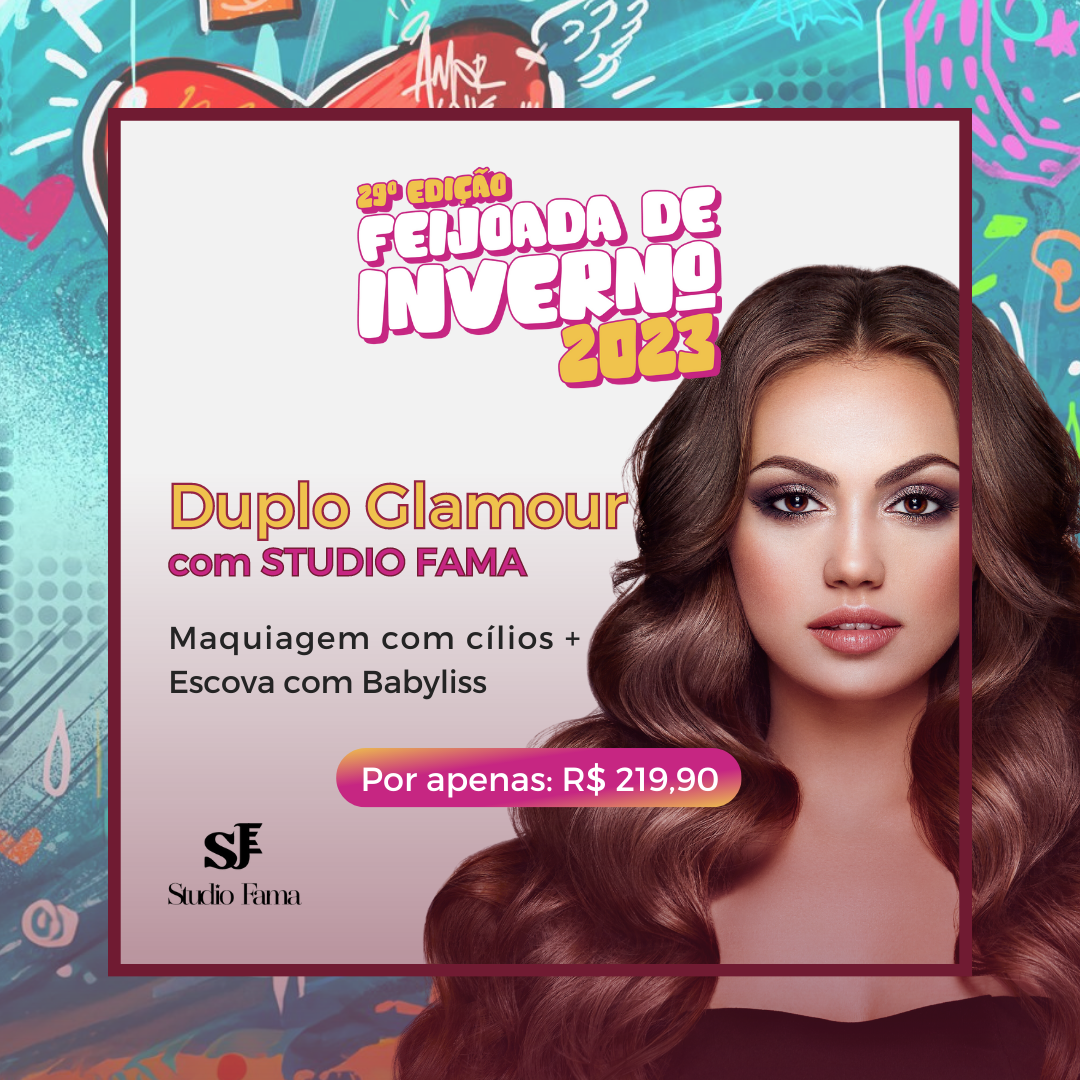 AMOR
29º EDIÇÃO
FEIJOADA DE
INVERNO
2023
Duplo Glamour
com STUDIO FAMA
Maquiagem com cílios +
Escova com Babyliss
Por apenas: R$ 219,90
SF
Studio Fama